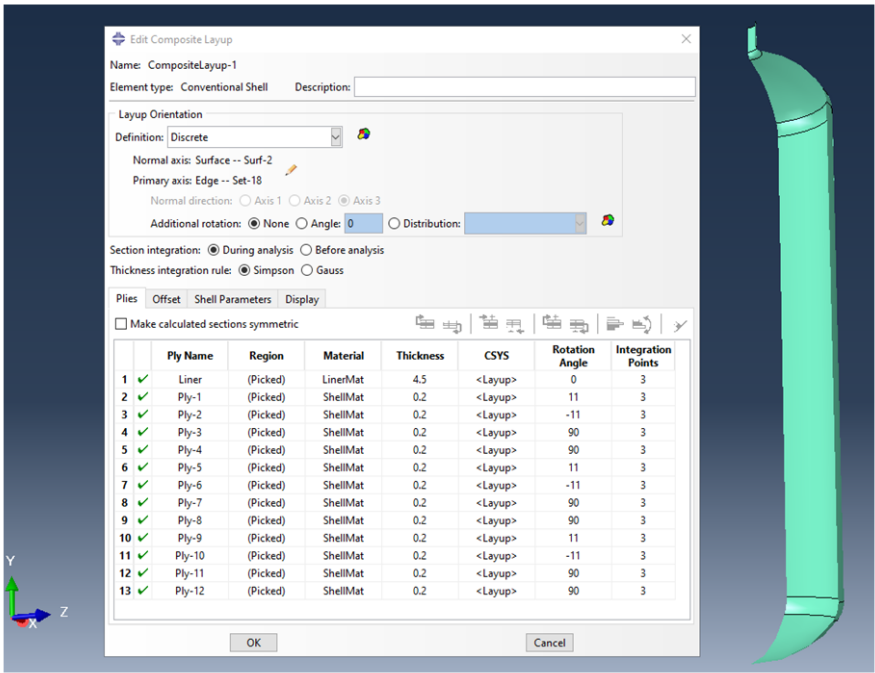 Edit Composite Layup
Name: CompositeLayup-1
Element type: Conventional Shell Description:
Layup Orientation
Definition: Discrete
Normal axis: Surface -- Surf-2
Primary axis: Edge -- Set-18
Normal direction: Axis 1 Axis 2 Axis 3
Additional rotation: None Angle: 0 Distribution:
Section integration: During analysis Before analysis
Thickness integration rule: Simpson Gauss
Plies Offset Shell Parameters Display
Make calculated sections symmetric
Ply Name Region Material Thickness CSYS Rotation Angle Integration Points
1 Liner (Picked) LinerMat 4.5 <Layup> 0 3
2 Ply-1 (Picked) ShellMat 0.2 <Layup> 11 3
3 Ply-2 (Picked) ShellMat 0.2 <Layup> -11 3
4 Ply-3 (Picked) ShellMat 0.2 <Layup> 90 3
5 Ply-4 (Picked) ShellMat 0.2 <Layup> 90 3
6 Ply-5 (Picked) ShellMat 0.2 <Layup> 11 3
7 Ply-6 (Picked) ShellMat 0.2 <Layup> -11 3
8 Ply-7 (Picked) ShellMat 0.2 <Layup> 90 3
9 Ply-8 (Picked) ShellMat 0.2 <Layup> 90 3
10 Ply-9 (Picked) ShellMat 0.2 <Layup> 11 3
11 Ply-10 (Picked) ShellMat 0.2 <Layup> -11 3
12 Ply-11 (Picked) ShellMat 0.2 <Layup> 90 3
13 Ply-12 (Picked) ShellMat 0.2 <Layup> 90 3
OK Cancel
Y
Z
X